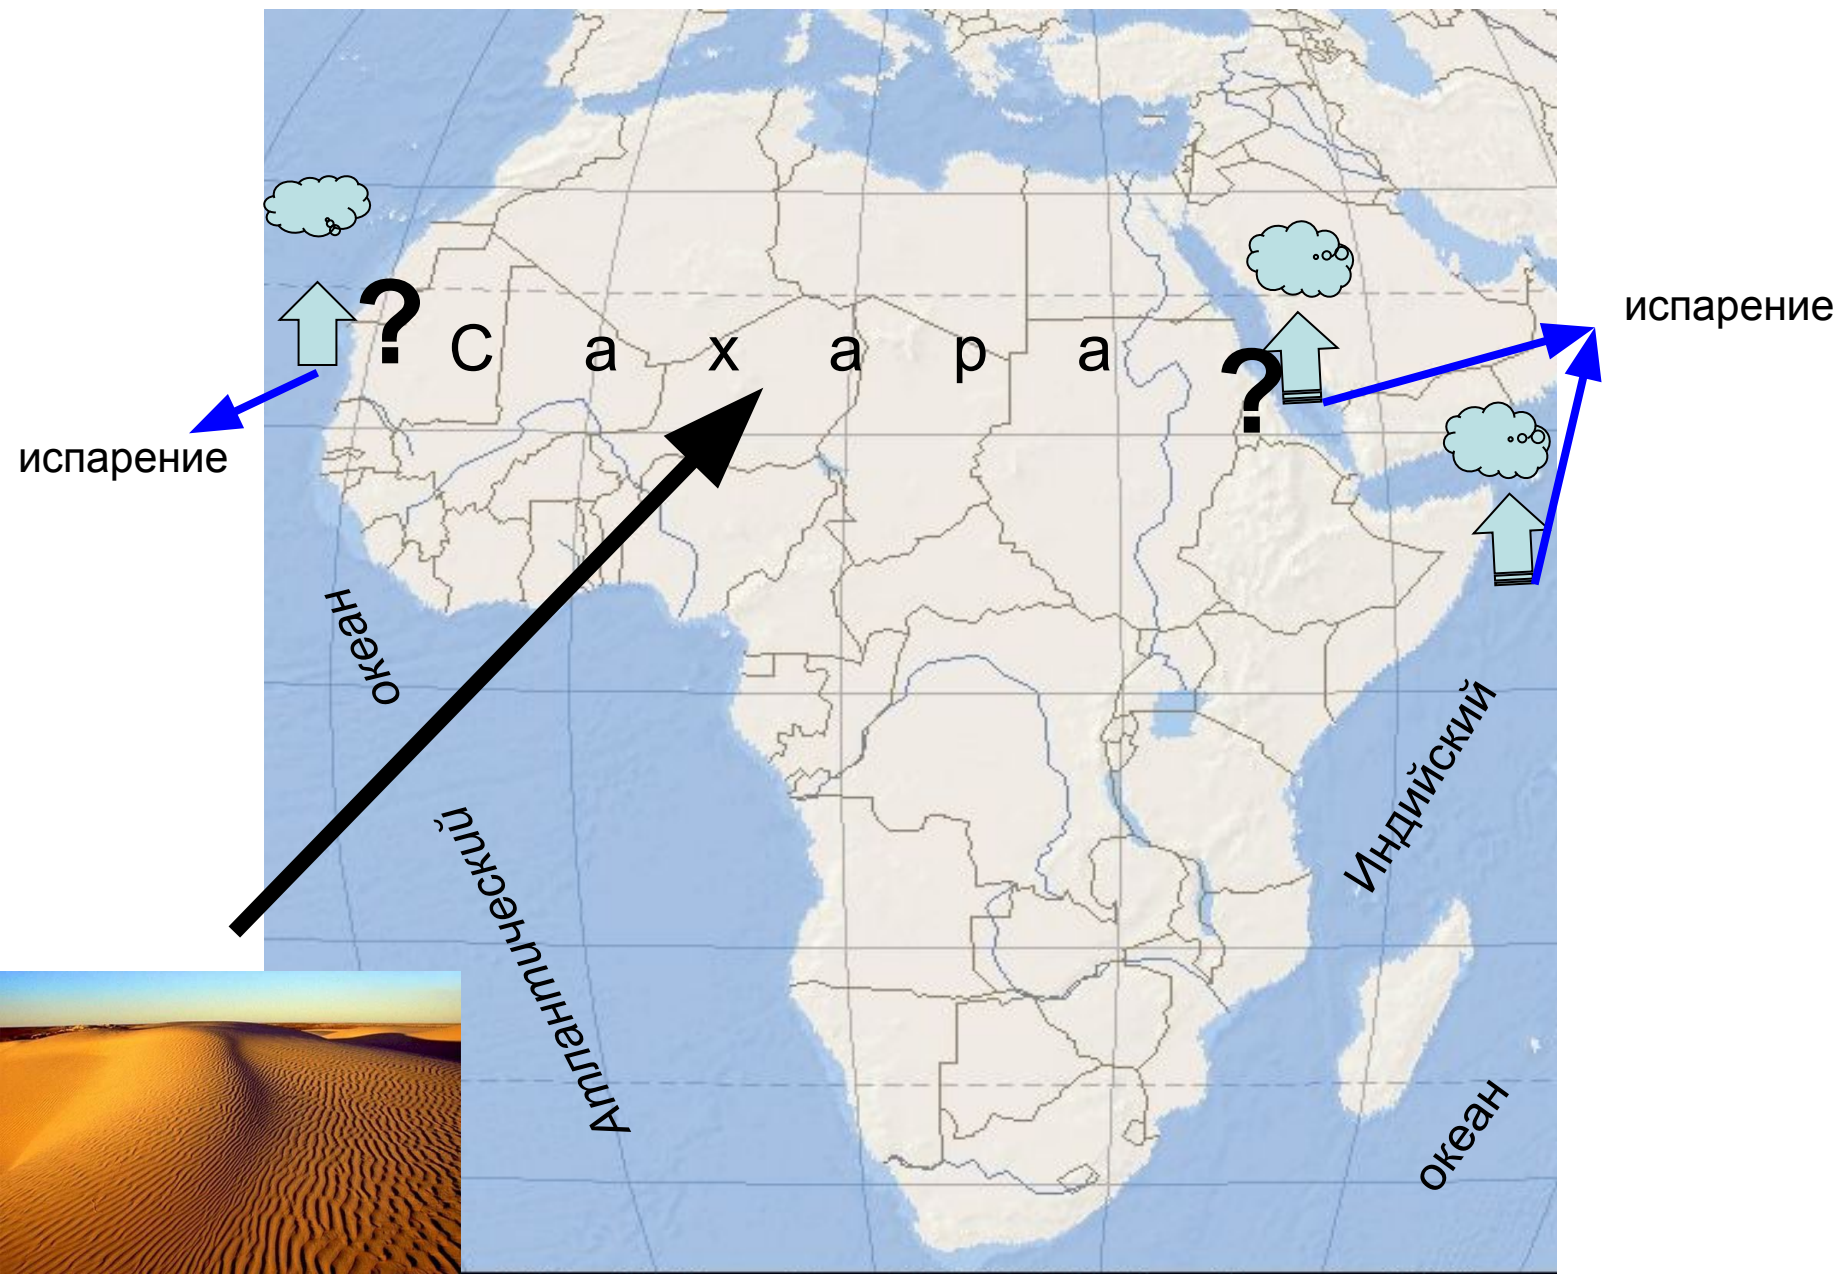 испарение
? С а х а р а ?
испарение
океан
Атлантический
Индийский
океан